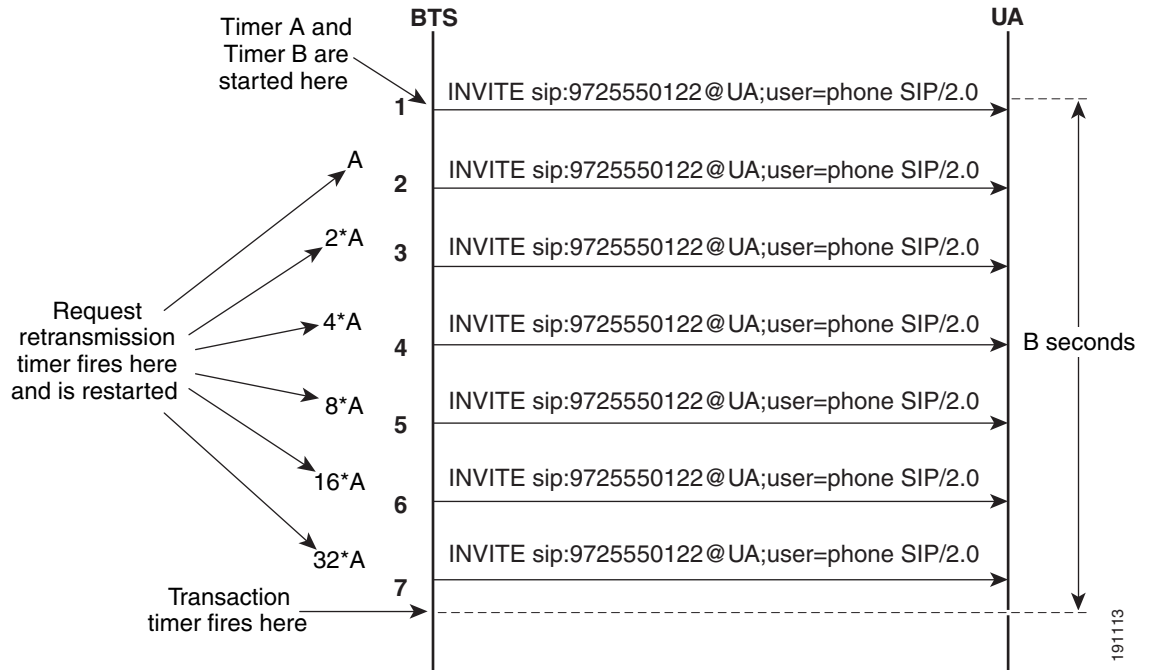 BTS
UA
Timer A and
Timer B are
started here
1
INVITE sip:9725550122@UA;user=phone SIP/2.0
A
2
INVITE sip:9725550122@UA;user=phone SIP/2.0
2*A
3
INVITE sip:9725550122@UA;user=phone SIP/2.0
Request
retransmission
timer fires here
and is restarted
4*A
4
INVITE sip:9725550122@UA;user=phone SIP/2.0
B seconds
8*A
5
INVITE sip:9725550122@UA;user=phone SIP/2.0
16*A
6
INVITE sip:9725550122@UA;user=phone SIP/2.0
32*A
7
INVITE sip:9725550122@UA;user=phone SIP/2.0
Transaction
timer fires here
191113